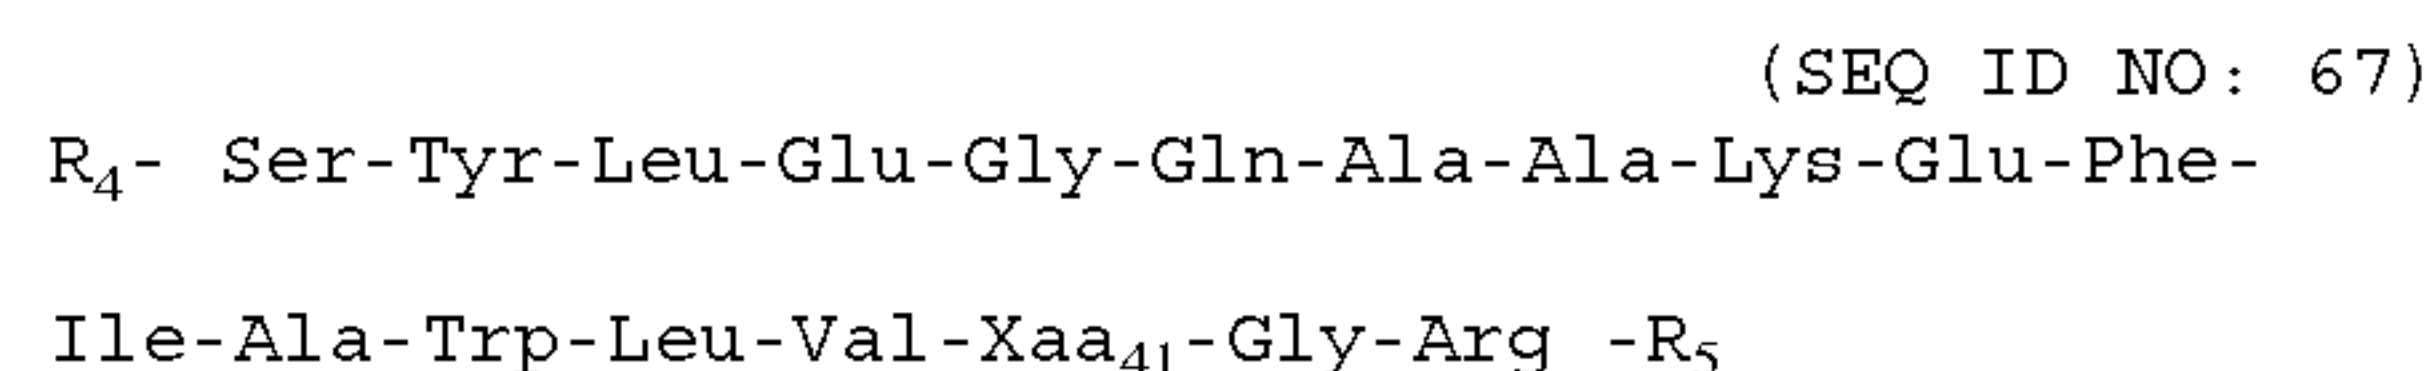 (SEQ ID NO: 67)
R₄- Ser-Tyr-Leu-Glu-Gly-Gln-Ala-Ala-Lys-Glu-Phe-
Ile-Ala-Trp-Leu-Val-Xaa₄₁-Gly-Arg -R₅